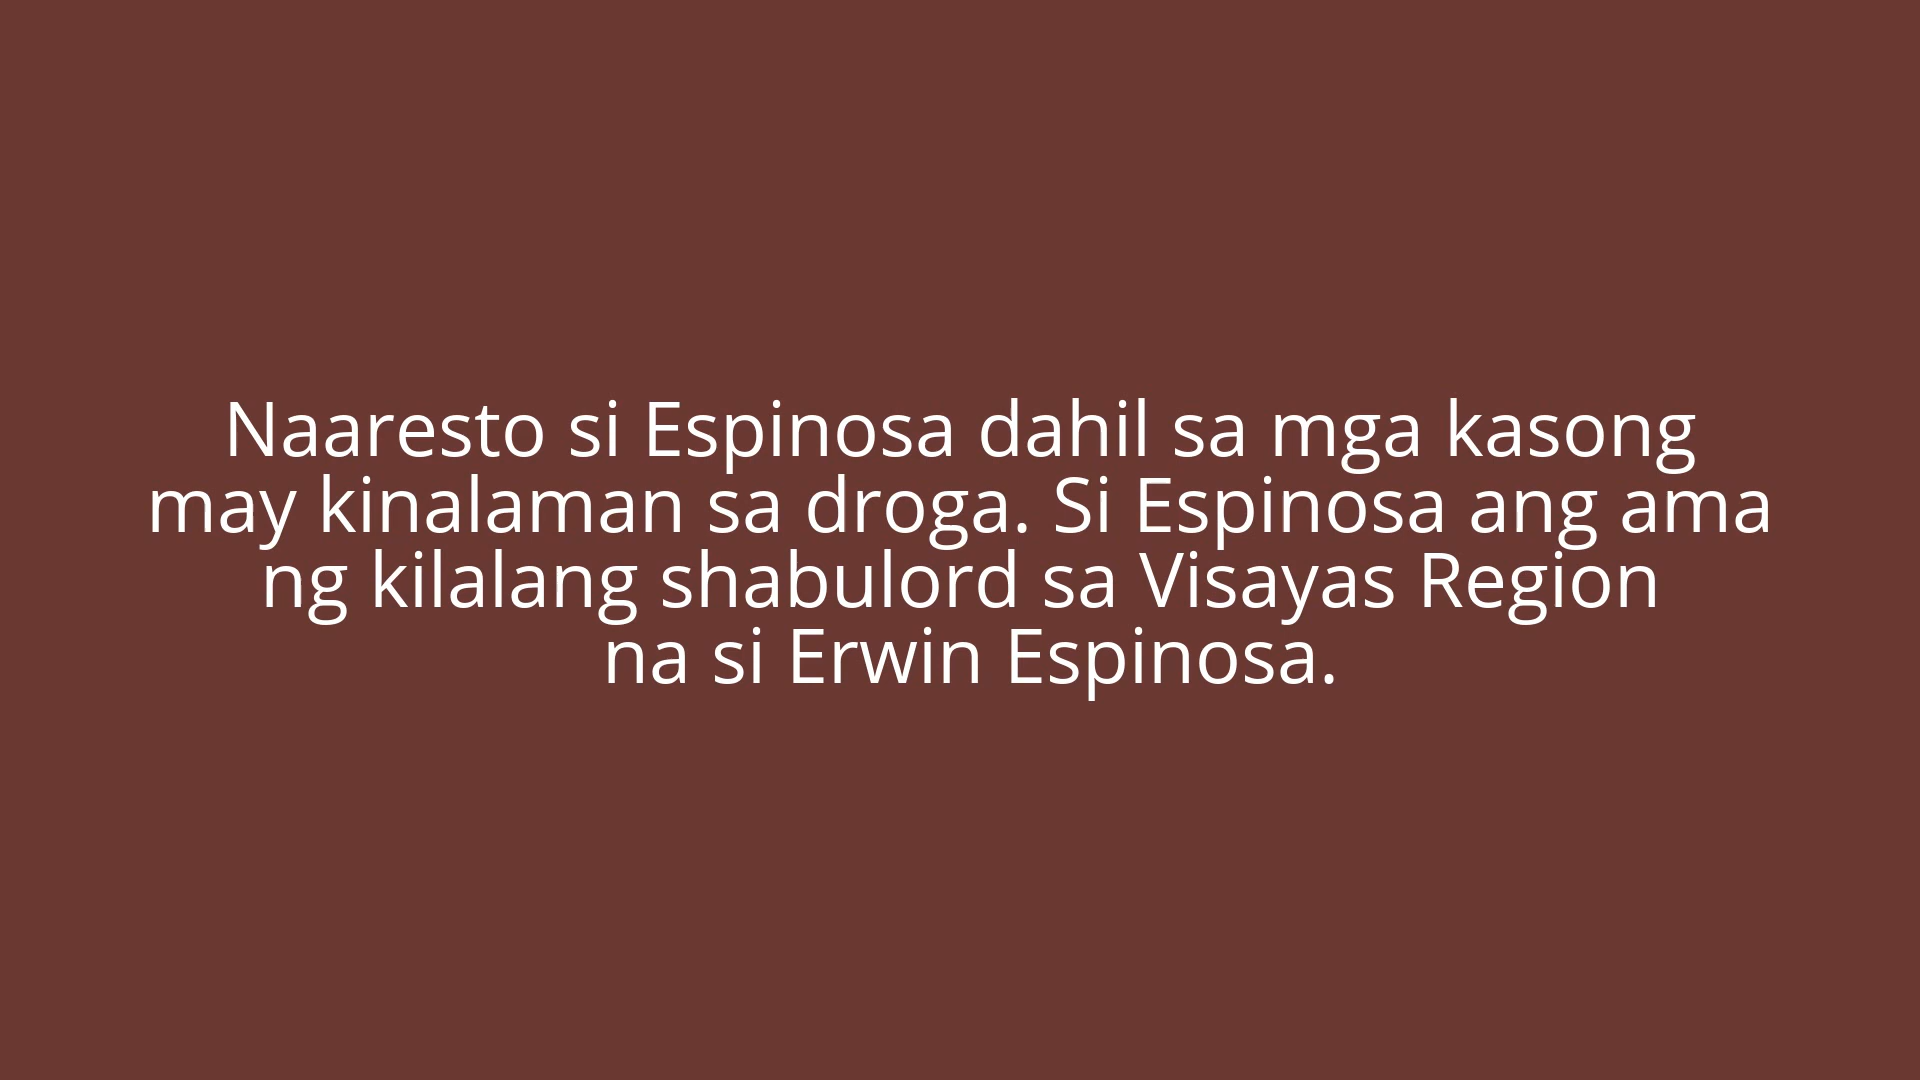 Naaresto si Espinosa dahil sa mga kasong
may kinalaman sa droga. Si Espinosa ang ama
ng kilalang shabulord sa Visayas Region
na si Erwin Espinosa.